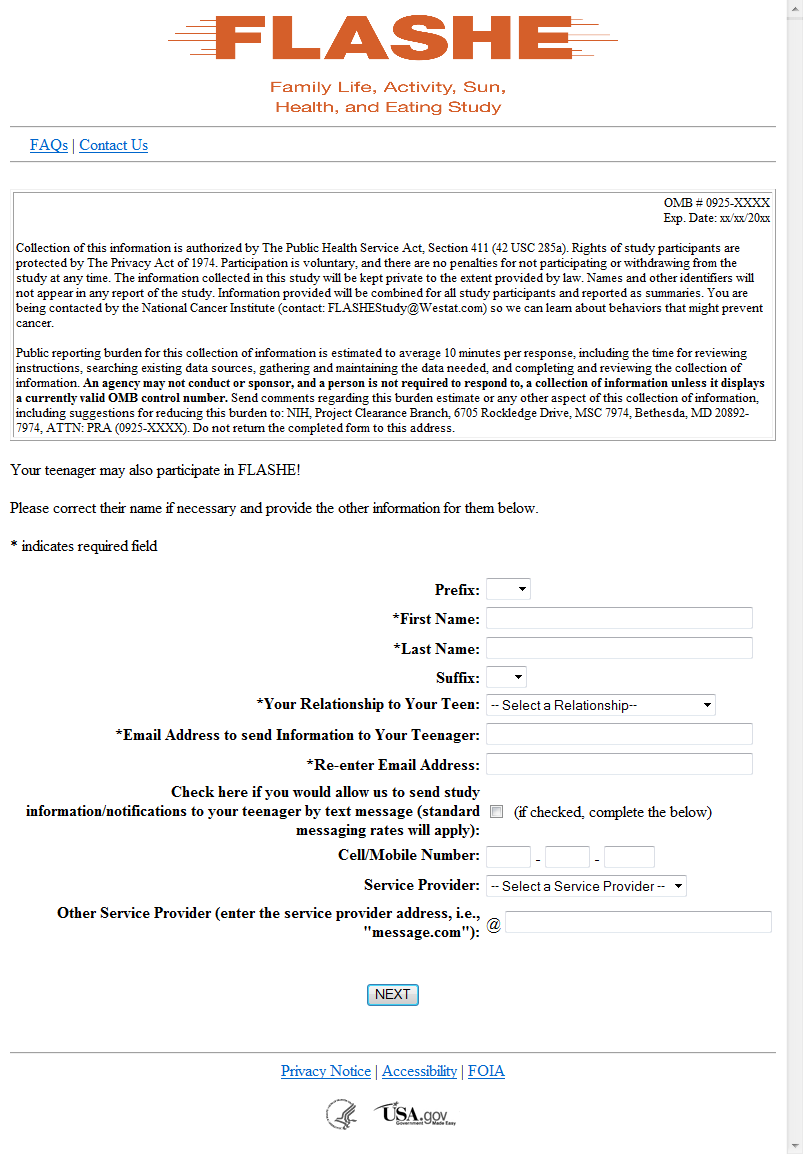 FLASHE
Family Life, Activity, Sun,
Health, and Eating Study
FAQs | Contact Us
OMB # 0925-XXXX
Exp. Date: xx/xx/20xx
Collection of this information is authorized by The Public Health Service Act, Section 411 (42 USC 285a). Rights of study participants are
protected by The Privacy Act of 1974. Participation is voluntary, and there are no penalties for not participating or withdrawing from the
study at any time. The information collected in this study will be kept private to the extent provided by law. Names and other identifiers will
not appear in any report of the study. Information provided will be combined for all study participants and reported as summaries. You are
being contacted by the National Cancer Institute (contact: FLASHEStudy@Westat.com) so we can learn about behaviors that might prevent
cancer.
Public reporting burden for this collection of information is estimated to average 10 minutes per response, including the time for reviewing
instructions, searching existing data sources, gathering and maintaining the data needed, and completing and reviewing the collection of
information. An agency may not conduct or sponsor, and a person is not required to respond to, a collection of information unless it displays
a currently valid OMB control number. Send comments regarding this burden estimate or any other aspect of this collection of information,
including suggestions for reducing this burden to: NIH, Project Clearance Branch, 6705 Rockledge Drive, MSC 7974, Bethesda, MD 20892-
7974, ATTN: PRA (0925-XXXX). Do not return the completed form to this address.
Your teenager may also participate in FLASHE!
Please correct their name if necessary and provide the other information for them below.
* indicates required field
Prefix:
*First Name:
*Last Name:
Suffix:
*Your Relationship to Your Teen: -- Select a Relationship--
*Email Address to send Information to Your Teenager:
*Re-enter Email Address:
Check here if you would allow us to send study
information/notifications to your teenager by text message (standard (if checked, complete the below)
messaging rates will apply):
Cell/Mobile Number: - -
Service Provider: -- Select a Service Provider --
Other Service Provider (enter the service provider address, i.e.,
"message.com"): @
NEXT
Privacy Notice | Accessibility | FOIA
USA.gov
Government Made Easy